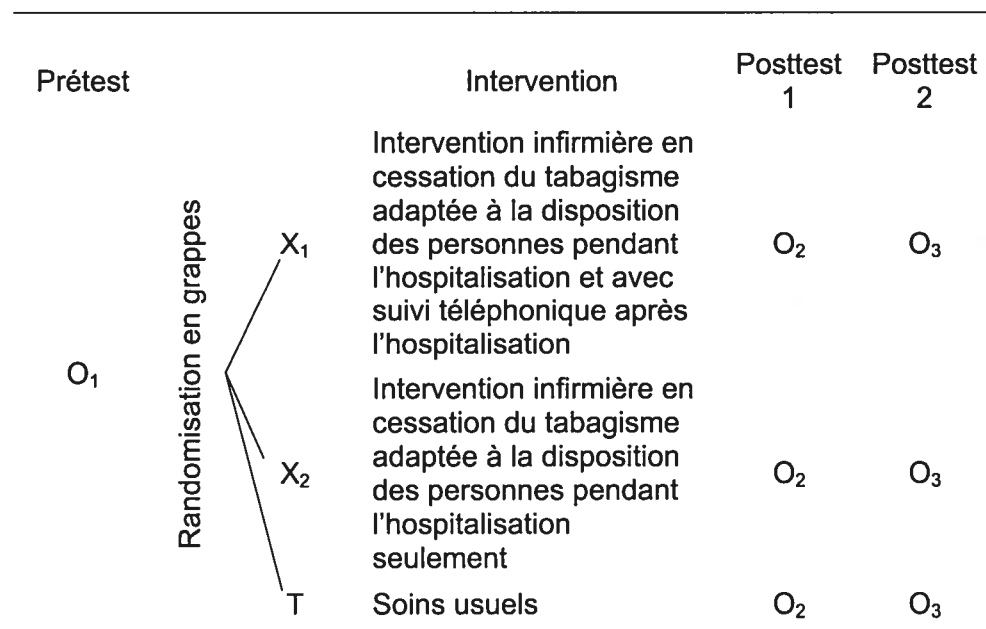 Prétest Intervention Posttest 1 Posttest 2
Randomisation en grappes
O₁
X₁
Intervention infirmière en
cessation du tabagisme
adaptée à la disposition
des personnes pendant
l'hospitalisation et avec
suivi téléphonique après
l'hospitalisation
O₂ O₃
X₂
Intervention infirmière en
cessation du tabagisme
adaptée à la disposition
des personnes pendant
l'hospitalisation
seulement
O₂ O₃
T Soins usuels O₂ O₃